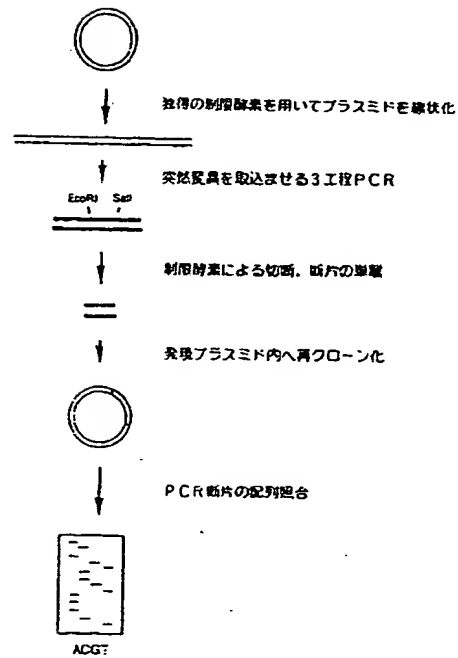 独得の制限酵素を用いてプラスミドを線状化
突然変異を取込ませる3工程PCR
EcoRI SalI
制限酵素による切断、断片の単離
発現プラスミド内へ再クローン化
PCR断片の配列照合
ACGT